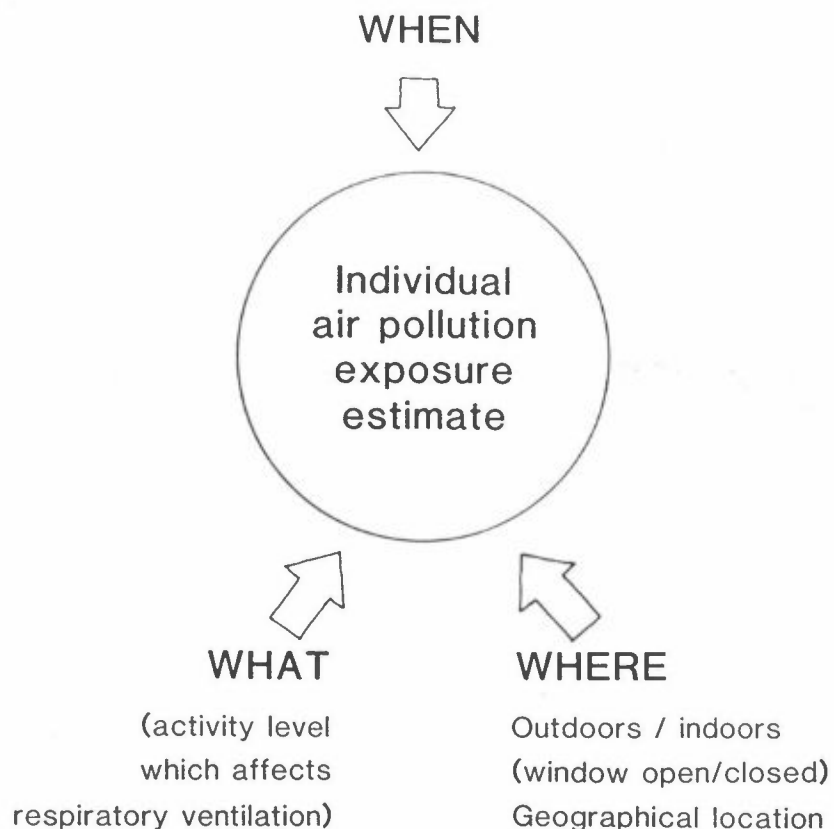 WHEN
Individual
air pollution
exposure
estimate
WHAT
(activity level
which affects
respiratory ventilation)
WHERE
Outdoors / indoors
(window open/closed)
Geographical location